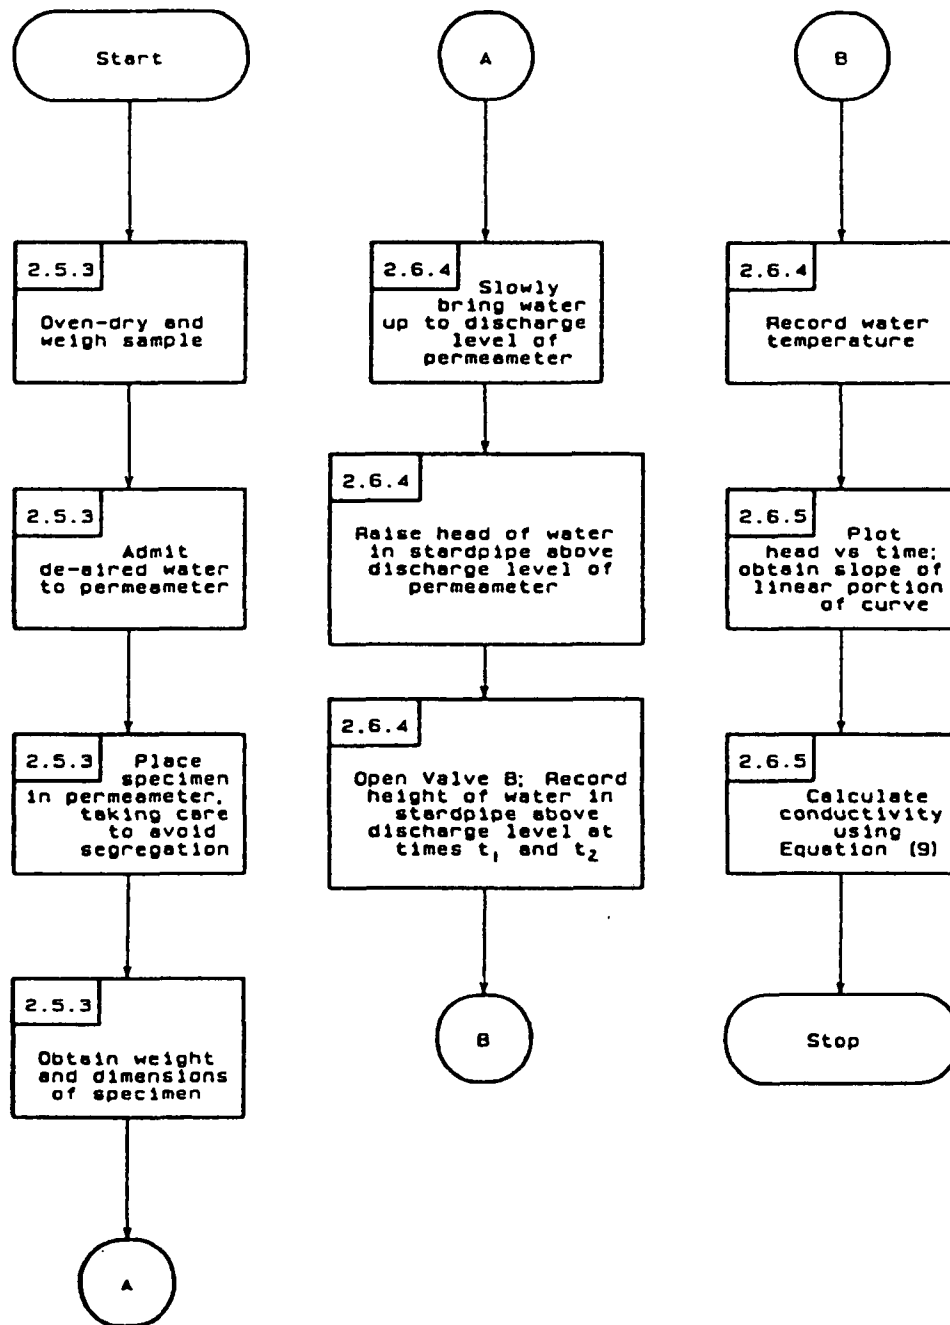 Start
2.5.3
Oven-dry and
weigh sample
2.5.3
Admit
de-aired water
to permeameter
2.5.3 Place
specimen
in permeameter,
taking care
to avoid
segregation
2.5.3
Obtain weight
and dimensions
of specimen
A
A
2.6.4
Slowly
bring water
up to discharge
level of
permeameter
2.6.4
Raise head of water
in stardpipe above
discharge level of
permeameter
2.6.4
Open Valve B; Record
height of water in
stardpipe above
discharge level at
times t₁ and t₂
B
B
2.6.4
Record water
temperature
2.6.5
Plot
head vs time;
obtain slope of
linear portion
of curve
2.6.5
Calculate
conductivity
using
Equation (9)
Stop